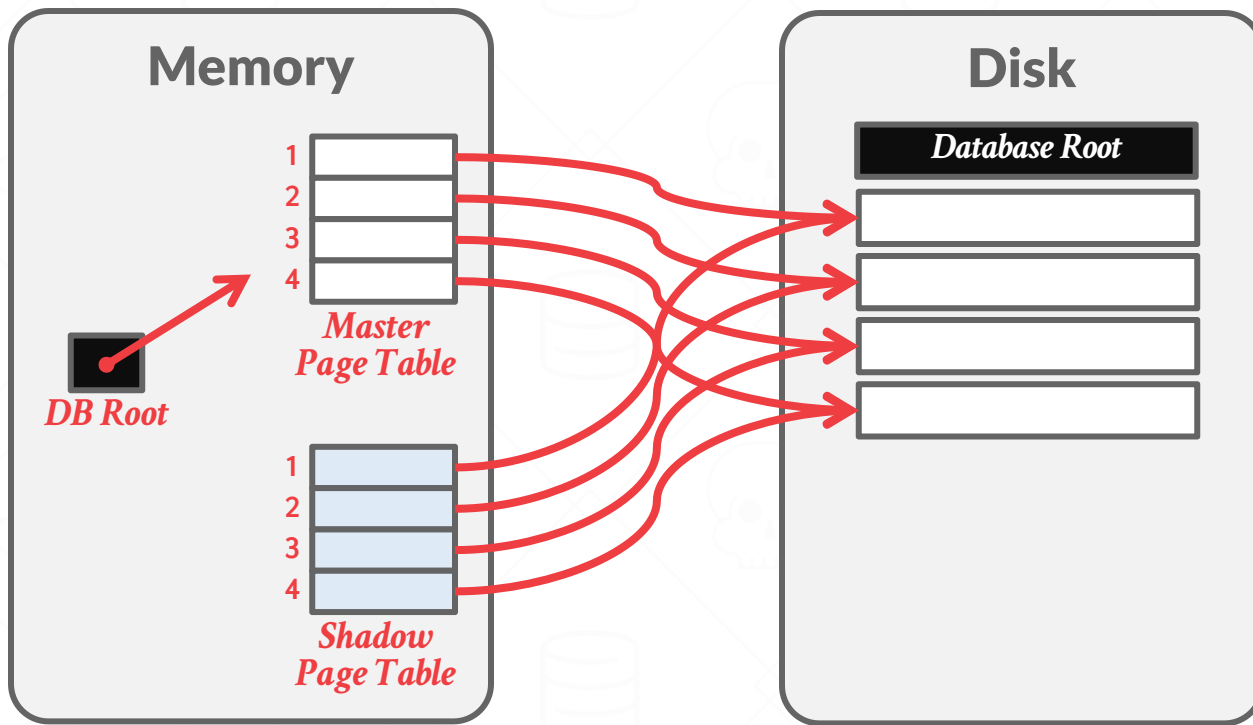 Memory
1
2
3
4
Master
Page Table
DB Root
1
2
3
4
Shadow
Page Table
Disk
Database Root